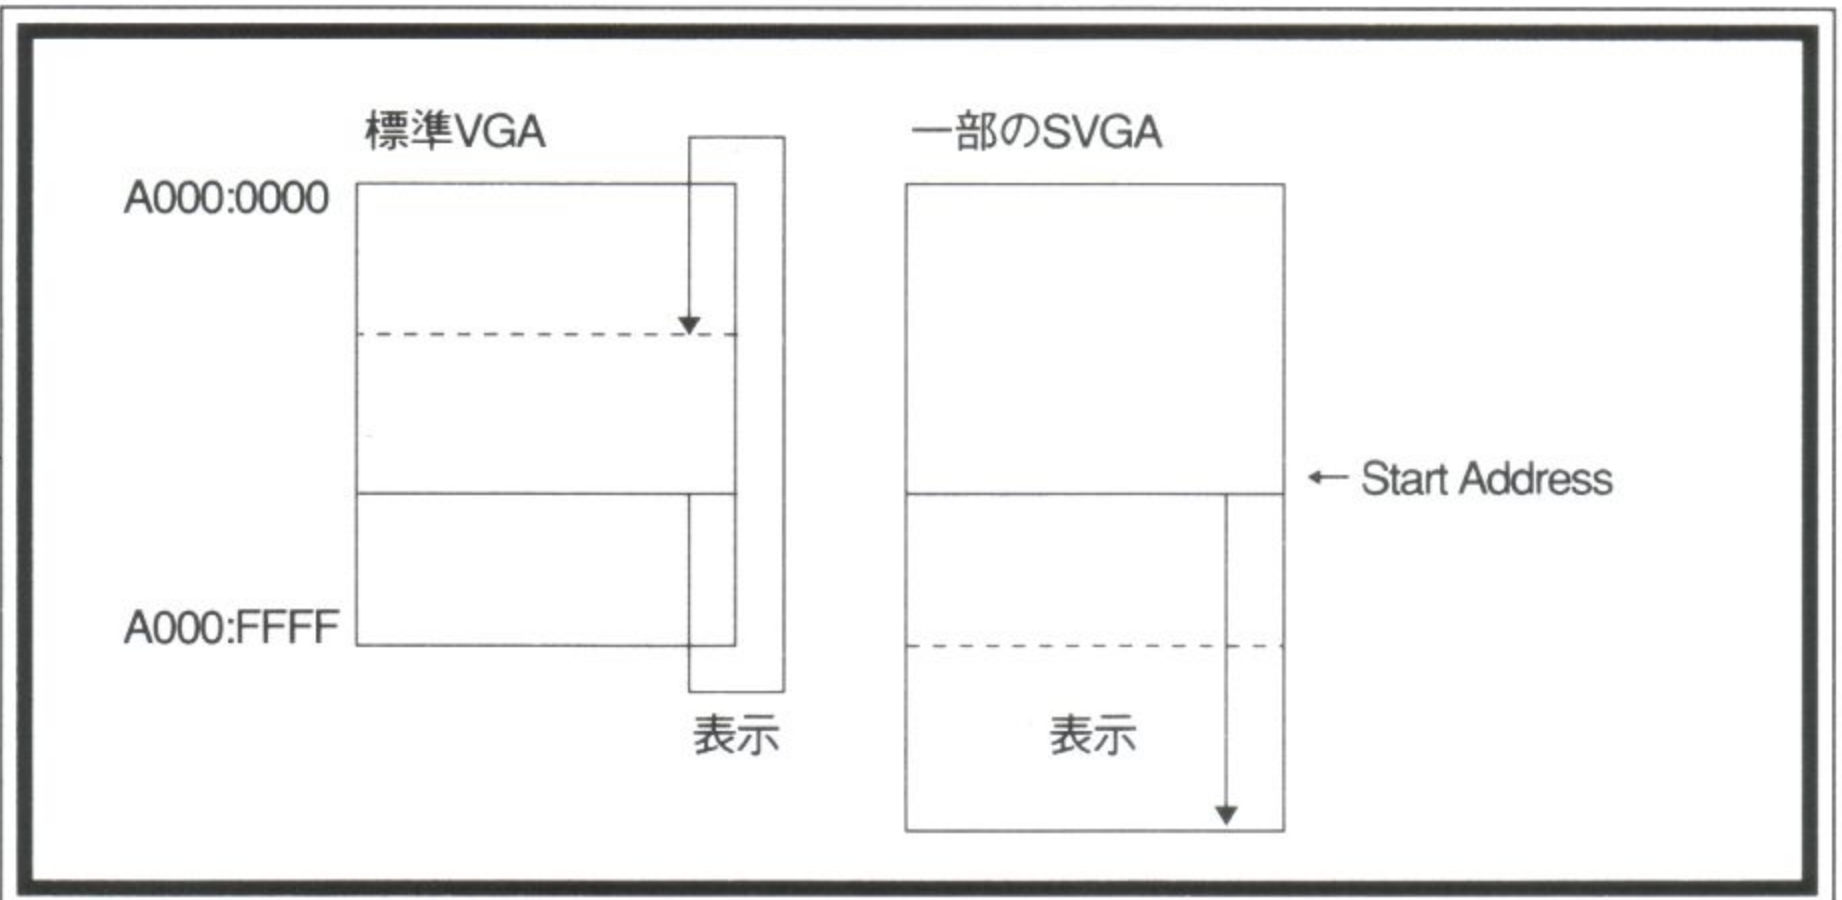 標準VGA
一部のSVGA
A000:0000
← Start Address
A000:FFFF
表示
表示